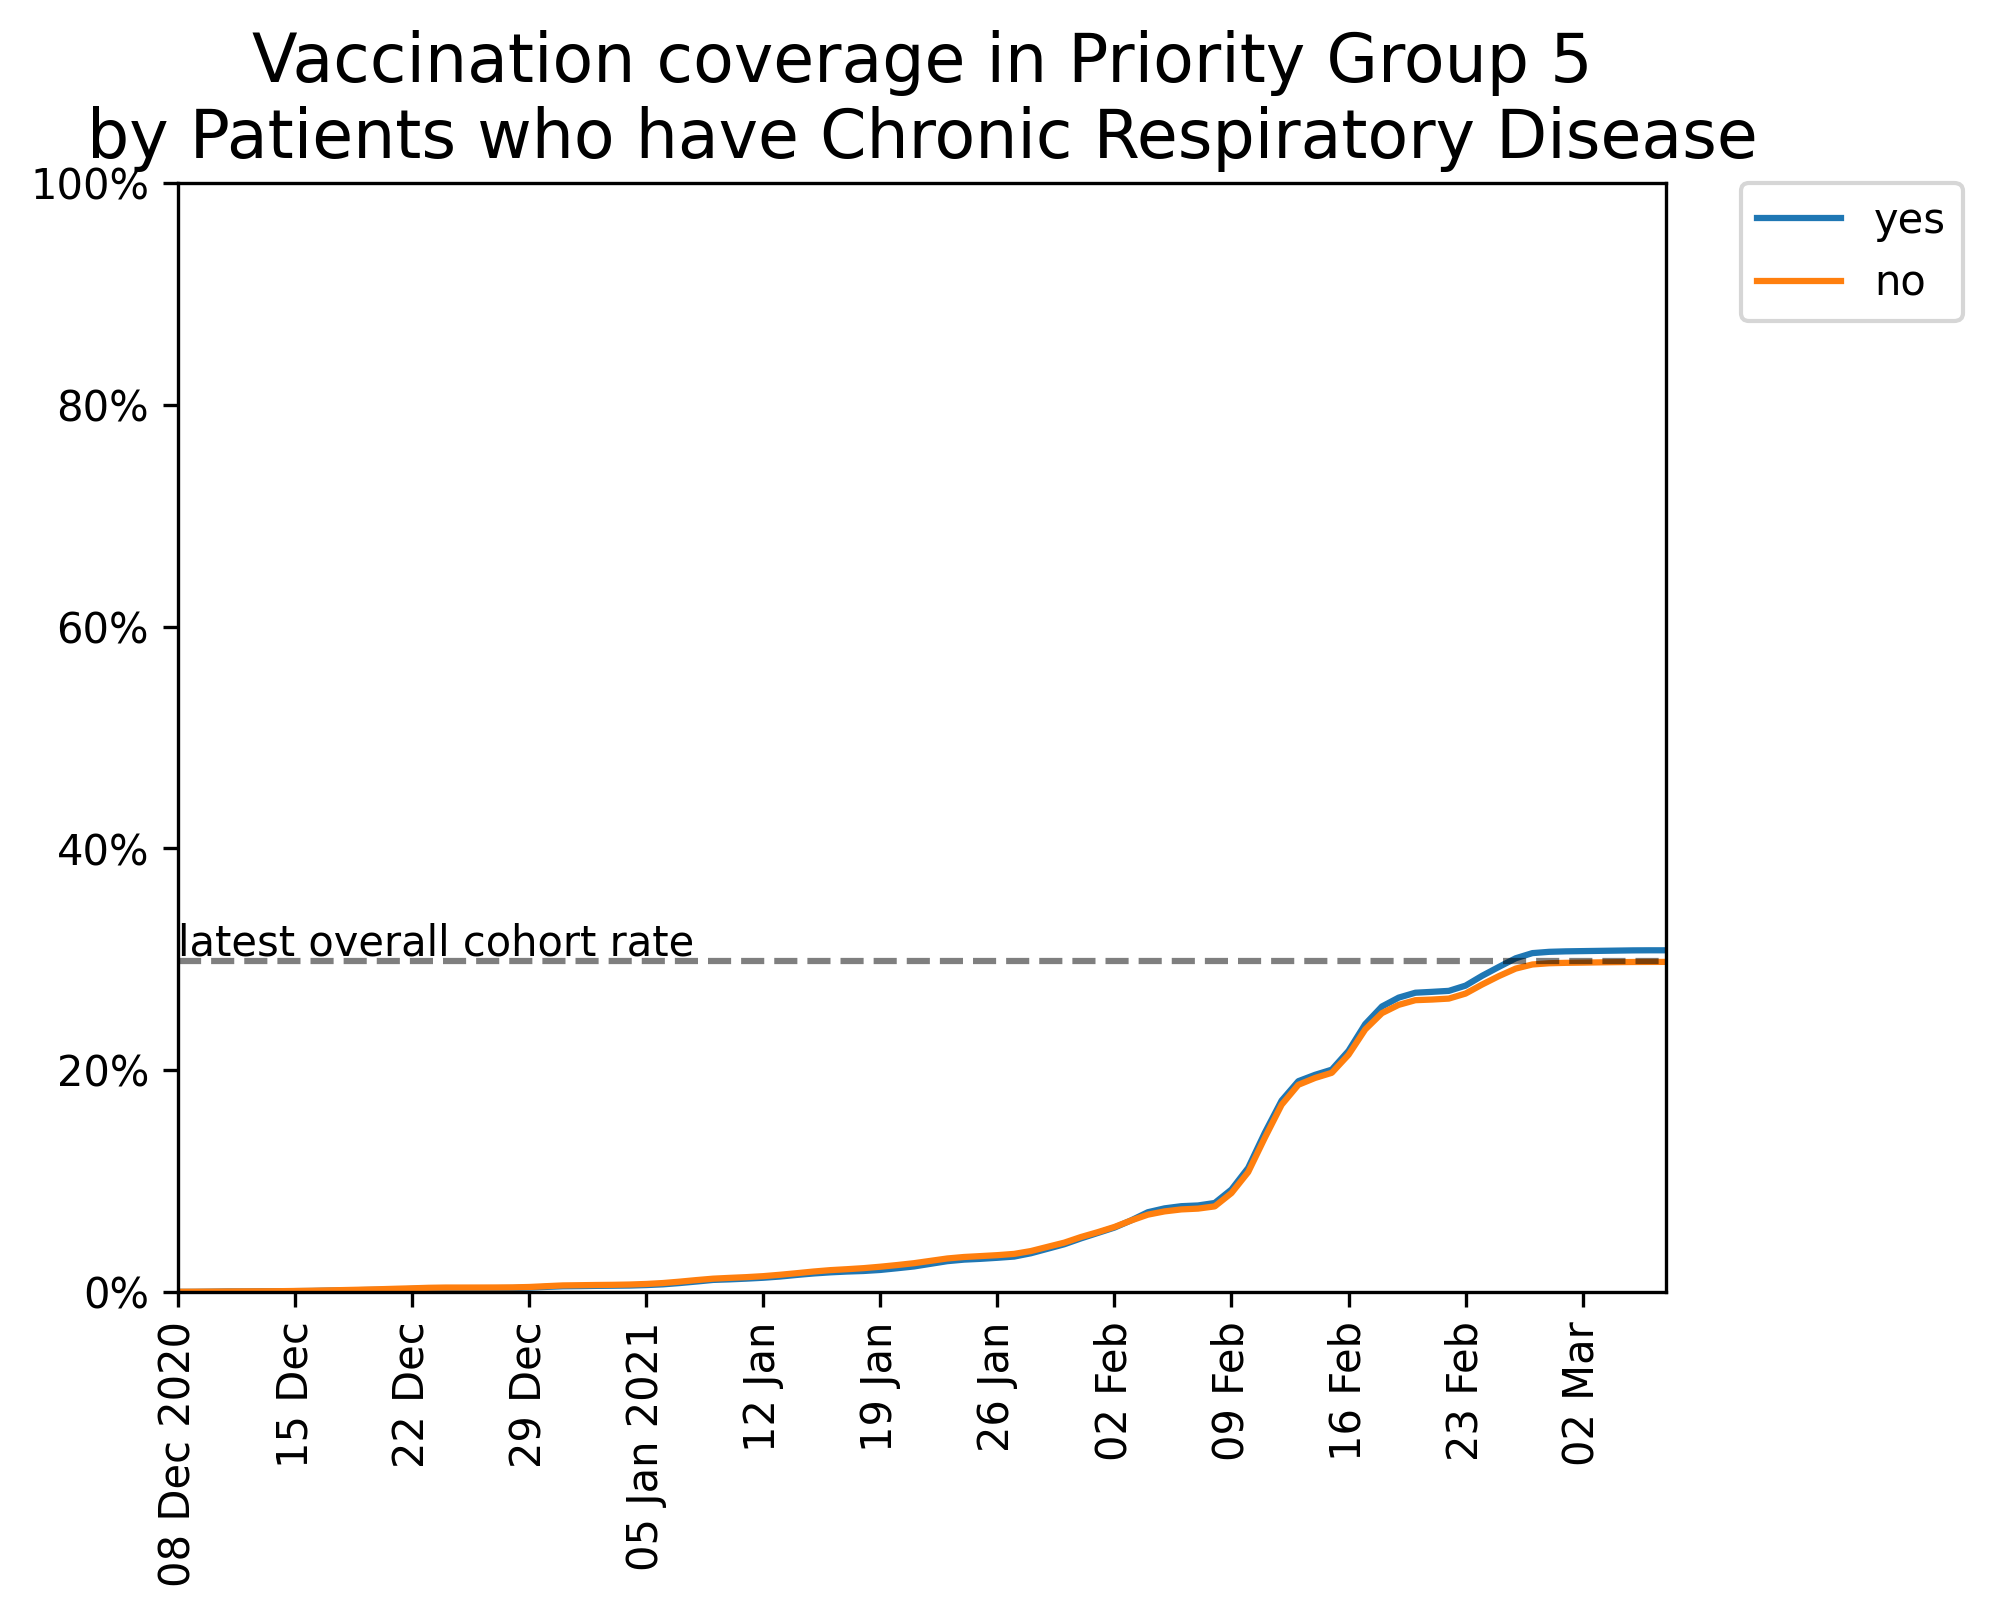 Vaccination coverage in Priority Group 5
by Patients who have Chronic Respiratory Disease
100%
80%
60%
40%
20%
0%
latest overall cohort rate
yes
no
08 Dec 2020
15 Dec
22 Dec
29 Dec
05 Jan 2021
12 Jan
19 Jan
26 Jan
02 Feb
09 Feb
16 Feb
23 Feb
02 Mar